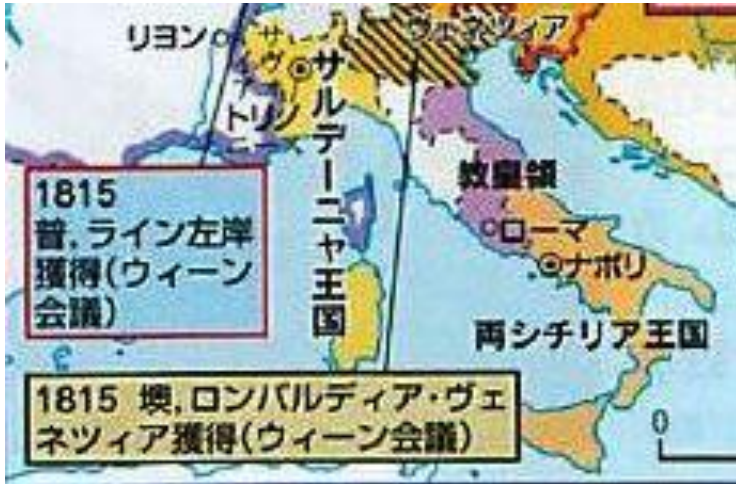 リヨン
サヴ
トリノ
ヴェネツィア
サルデーニャ王国
教皇領
ローマ
ナポリ
両シチリア王国
1815
普,ライン左岸
獲得(ウィーン
会議)
1815 墺,ロンバルディア・ヴェ
ネツィア獲得(ウィーン会議)
0